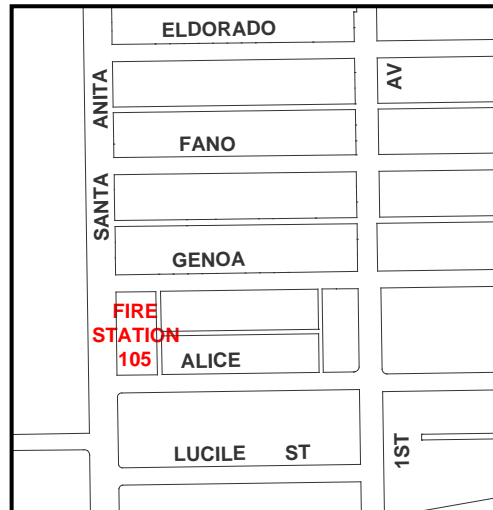 ELDORADO
SANTA ANITA
AV
FANO
GENOA
FIRE
STATION
105
ALICE
LUCILE ST
1ST